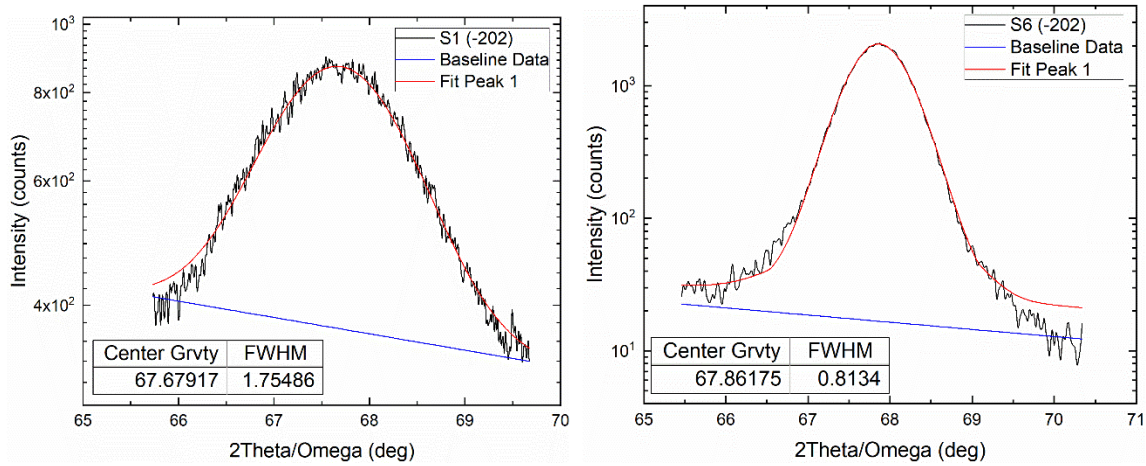 10³
8x10²
6x10²
4x10²
Intensity (counts)
S1 (-202)
Baseline Data
Fit Peak 1
Center Grvty FWHM
67.67917 1.75486
65 66 67 68 69 70
2Theta/Omega (deg)
10³
10²
10¹
Intensity (counts)
S6 (-202)
Baseline Data
Fit Peak 1
Center Grvty FWHM
67.86175 0.8134
65 66 67 68 69 70 71
2Theta/Omega (deg)